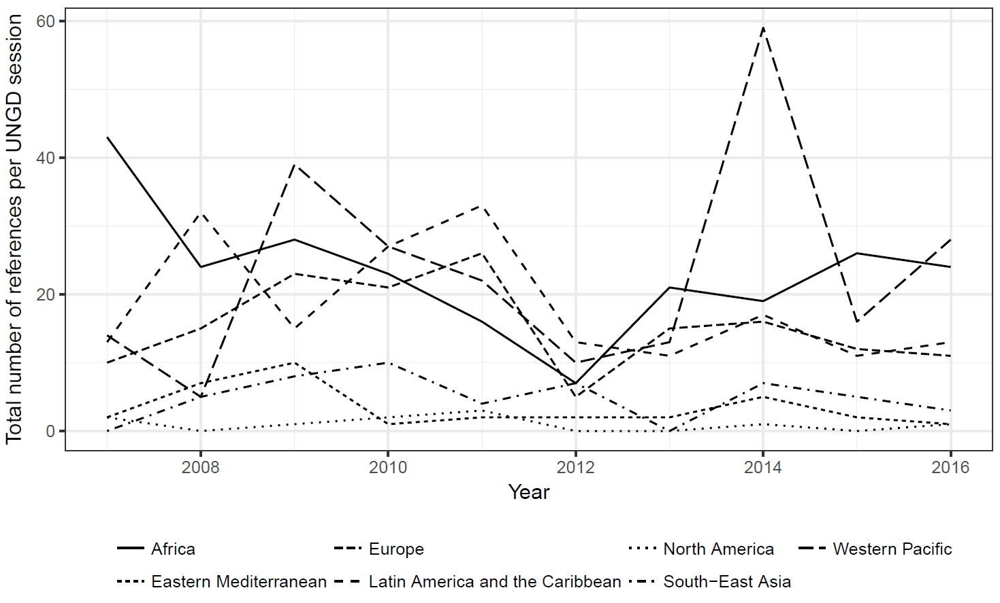 Total number of references per UNGD session
60
40
20
0
2008 2010 2012 2014 2016
Year
Africa Europe North America Western Pacific
Eastern Mediterranean Latin America and the Caribbean South−East Asia